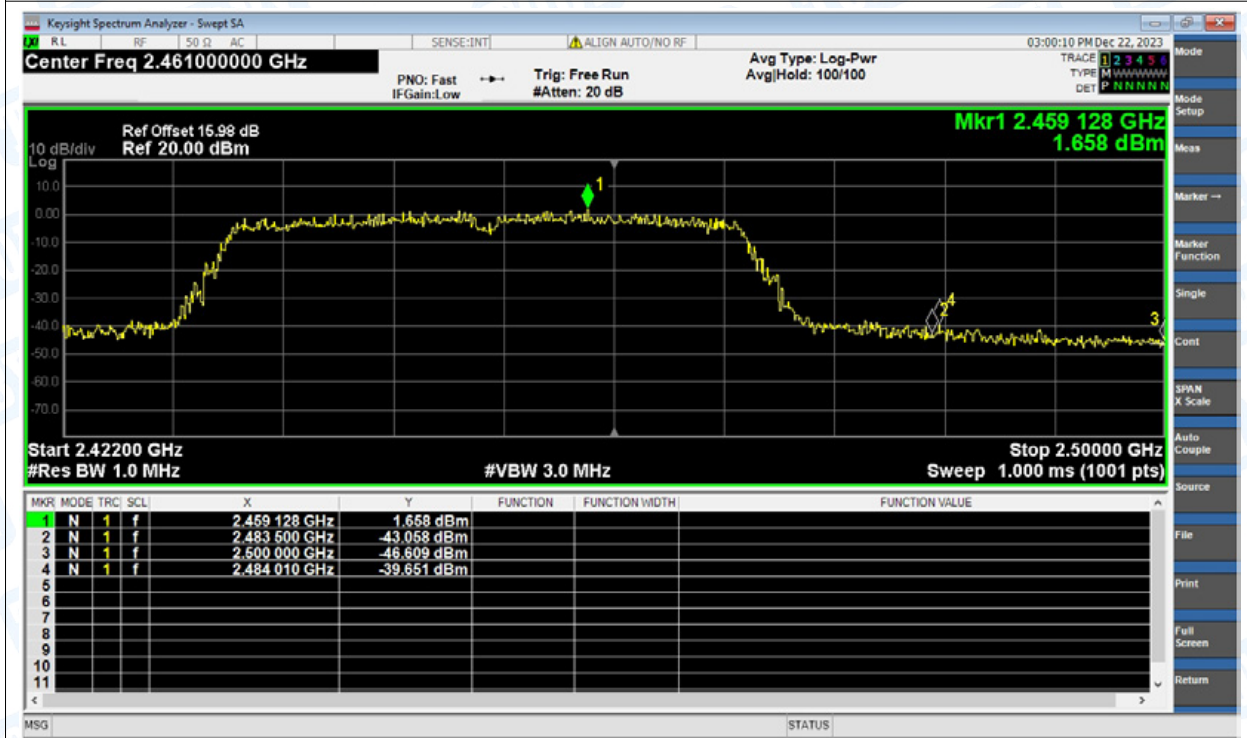 Keysight Spectrum Analyzer - Swept SA
RL RF 50 Ω AC SENSE:INT ALIGN AUTO/NO RF 03:00:10 PM Dec 22, 2023
Center Freq 2.461000000 GHz
PNO: Fast
IFGain:Low
Trig: Free Run
#Atten: 20 dB
Avg Type: Log-Pwr
Avg|Hold: 100/100
TRACE 1 2 3 4 5 6
TYPE M WWWWW
DET P N N N N N
Ref Offset 15.98 dB
Ref 20.00 dBm
10 dB/div
Log
Mkr1 2.459 128 GHz
1.658 dBm
10.0
0.00
-10.0
-20.0
-30.0
-40.0
-50.0
-60.0
-70.0
1
2
4
3
Start 2.42200 GHz
#Res BW 1.0 MHz
#VBW 3.0 MHz
Stop 2.50000 GHz
Sweep 1.000 ms (1001 pts)
MKR MODE TRC SCL X Y FUNCTION FUNCTION WIDTH FUNCTION VALUE
1 N 1 f 2.459 128 GHz 1.658 dBm
2 N 1 f 2.483 500 GHz -43.058 dBm
3 N 1 f 2.500 000 GHz -46.609 dBm
4 N 1 f 2.484 010 GHz -39.651 dBm
5
6
7
8
9
10
11
MSG STATUS
Mode
Mode
Setup
Meas
Marker →
Marker
Function
Single
Cont
SPAN
X Scale
Auto
Couple
Source
File
Print
Full
Screen
Return